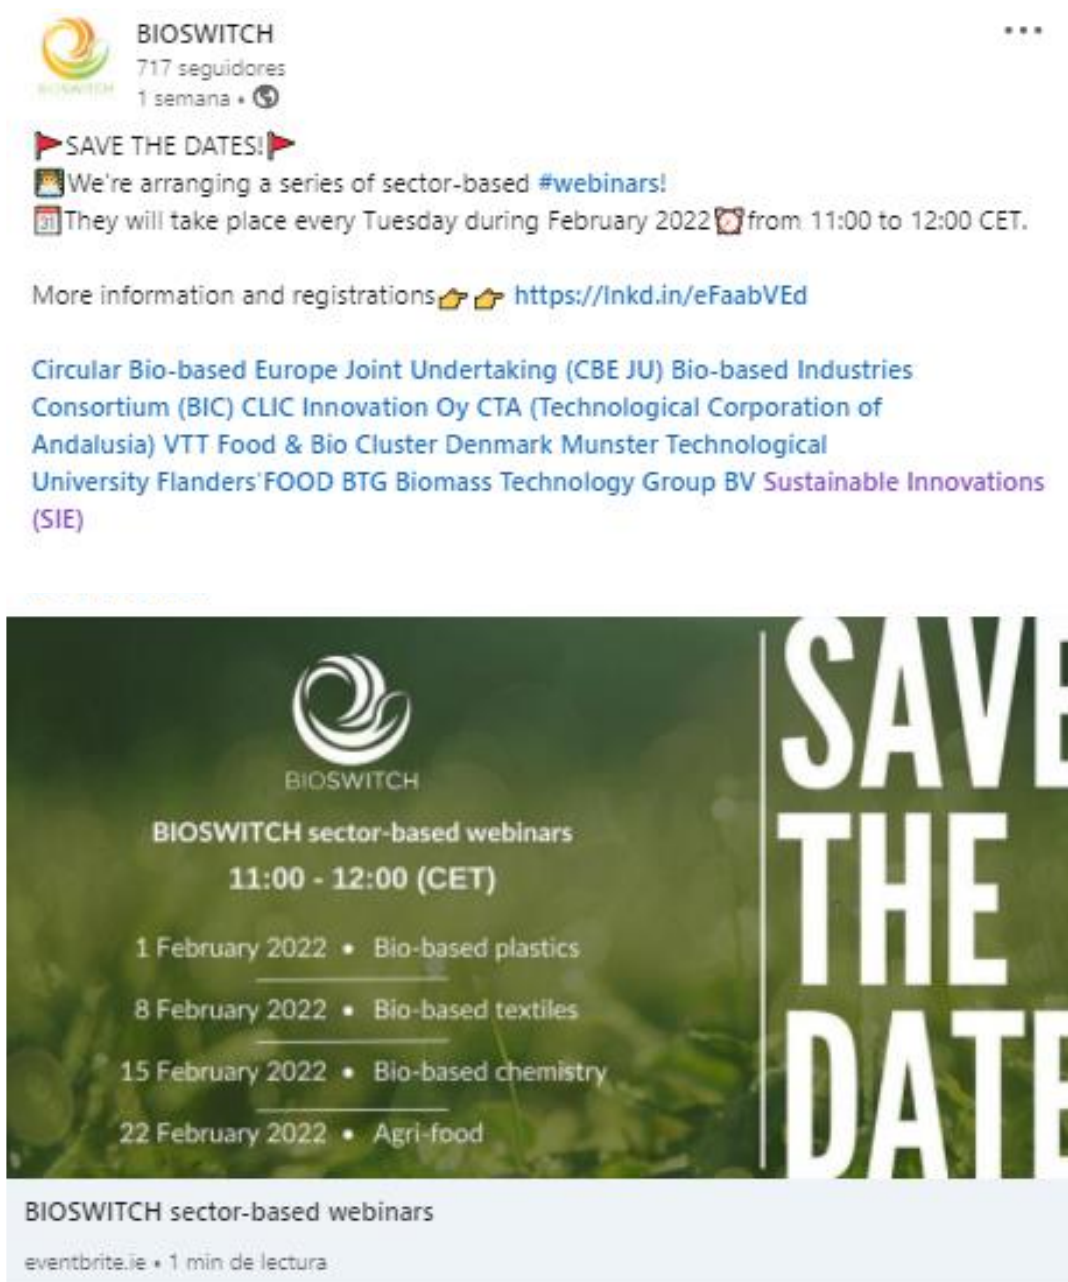 BIOSWITCH
717 seguidores
1 semana •
BIOSWITCH
SAVE THE DATES!
We're arranging a series of sector-based #webinars!
They will take place every Tuesday during February 2022 from 11:00 to 12:00 CET.
More information and registrations https://lnkd.in/eFaabVEd
Circular Bio-based Europe Joint Undertaking (CBE JU) Bio-based Industries
Consortium (BIC) CLIC Innovation Oy CTA (Technological Corporation of
Andalusia) VTT Food & Bio Cluster Denmark Munster Technological
University Flanders'FOOD BTG Biomass Technology Group BV Sustainable Innovations
(SIE)
BIOSWITCH
BIOSWITCH sector-based webinars
11:00 - 12:00 (CET)
1 February 2022 • Bio-based plastics
8 February 2022 • Bio-based textiles
15 February 2022 • Bio-based chemistry
22 February 2022 • Agri-food
SAVE
THE
DATE
BIOSWITCH sector-based webinars
eventbrite.ie • 1 min de lectura